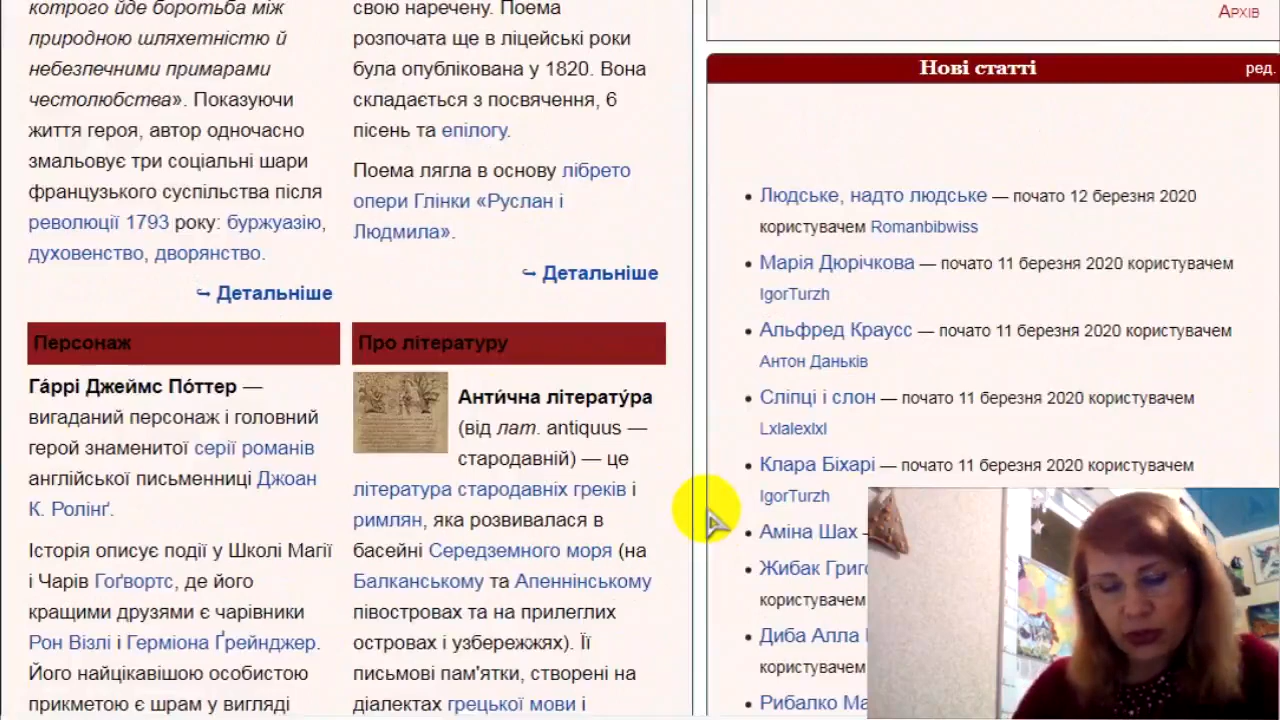 котрого йде боротьба між
природною шляхетністю й
небезпечними примарами
честолюбства». Показуючи
життя героя, автор одночасно
змальовує три соціальні шари
французького суспільства після
революції 1793 року: буржуазію,
духовенство, дворянство.
↪ Детальніше
свою наречену. Поема
розпочата ще в ліцейські роки
була опублікована у 1820. Вона
складається з посвячення, 6
пісень та епілогу.
Поема лягла в основу лібрето
опери Глінки «Руслан і
Людмила».
↪ Детальніше
Персонаж
Га́ррі Джеймс По́ттер —
вигаданий персонаж і головний
герой знаменитої серії романів
англійської письменниці Джоан
К. Ролінґ.
Історія описує події у Школі Магії
і Чарів Гоґвортс, де його
кращими друзями є чарівники
Рон Візлі і Герміона Ґрейнджер.
Його найцікавішою особистою
прикметою є шрам у вигляді
Про літературу
Анти́чна літерату́ра
(від лат. antiquus —
стародавній) — це
література стародавніх греків і
римлян, яка розвивалася в
басейні Середземного моря (на
Балканському та Апеннінському
півостровах та на прилеглих
островах і узбережжях). Її
письмові пам'ятки, створені на
діалектах грецької мови і
Архів
Нові статті
ред.
• Людське, надто людське — почато 12 березня 2020
користувачем Romanbibwiss
• Марія Дюрічкова — почато 11 березня 2020 користувачем
IgorTurzh
• Альфред Краусс — почато 11 березня 2020 користувачем
Антон Даньків
• Сліпці і слон — почато 11 березня 2020 користувачем
Lxlalexlxl
• Клара Біхарі — почато 11 березня 2020 користувачем
IgorTurzh
• Аміна Шах
• Жибак Григ
користувачем
• Диба Алла
користувачем
• Рибалко Ма